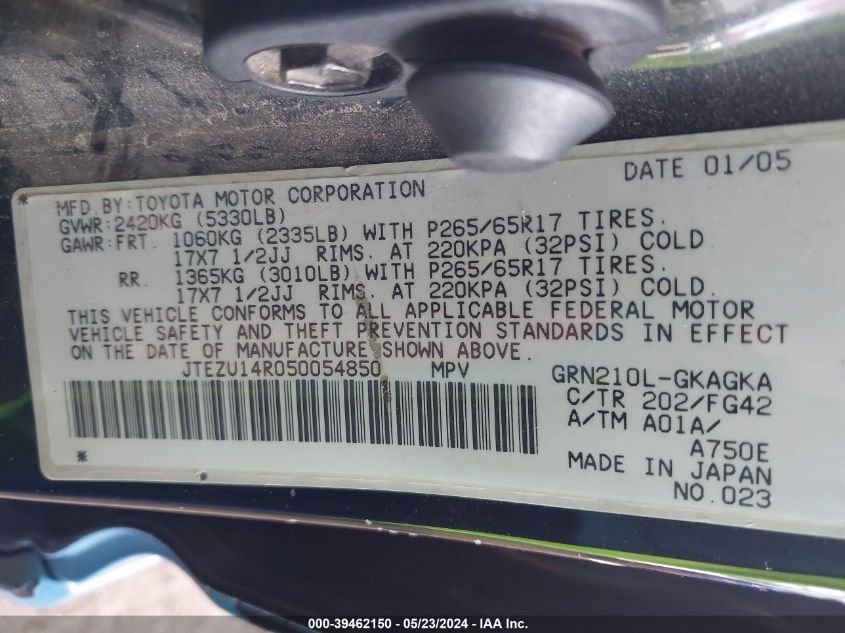 DATE 01/05
* MFD. BY: TOYOTA MOTOR CORPORATION
GVWR: 2420KG (5330LB)
GAWR: FRT. 1060KG (2335LB) WITH P265/65R17 TIRES.
17X7 1/2JJ RIMS. AT 220KPA (32PSI) COLD
RR. 1365KG (3010LB) WITH P265/65R17 TIRES.
17X7 1/2JJ RIMS. AT 220KPA (32PSI) COLD.
THIS VEHICLE CONFORMS TO ALL APPLICABLE FEDERAL MOTOR
VEHICLE SAFETY AND THEFT PREVENTION STANDARDS IN EFFECT
ON THE DATE OF MANUFACTURE SHOWN ABOVE.
JTEZU14R050054850 MPV GRN210L-GKAGKA
C/TR 202/FG42
A/TM A01A/
A750E
* MADE IN JAPAN
NO.023
000-39462150 — 05/23/2024 — IAA Inc.